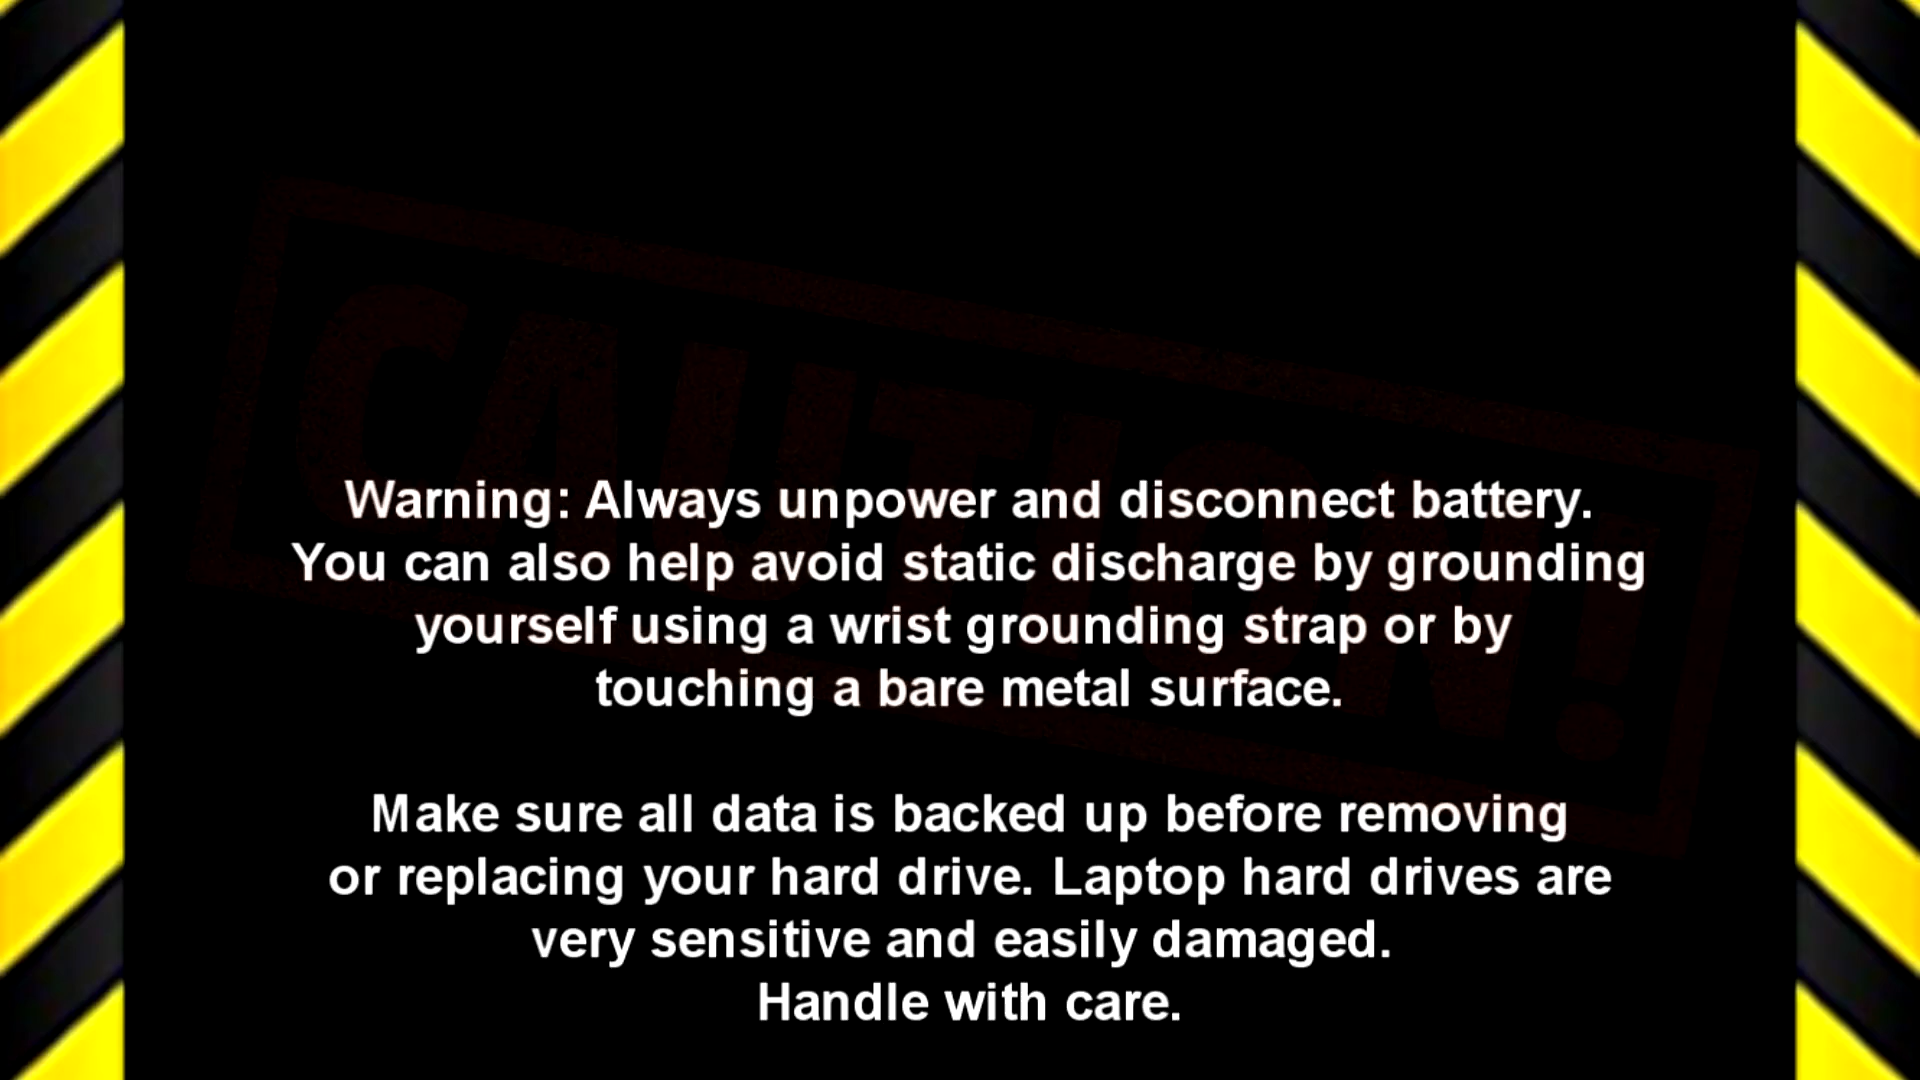 CAUTION!
Warning: Always unpower and disconnect battery.
You can also help avoid static discharge by grounding
yourself using a wrist grounding strap or by
touching a bare metal surface.
Make sure all data is backed up before removing
or replacing your hard drive. Laptop hard drives are
very sensitive and easily damaged.
Handle with care.